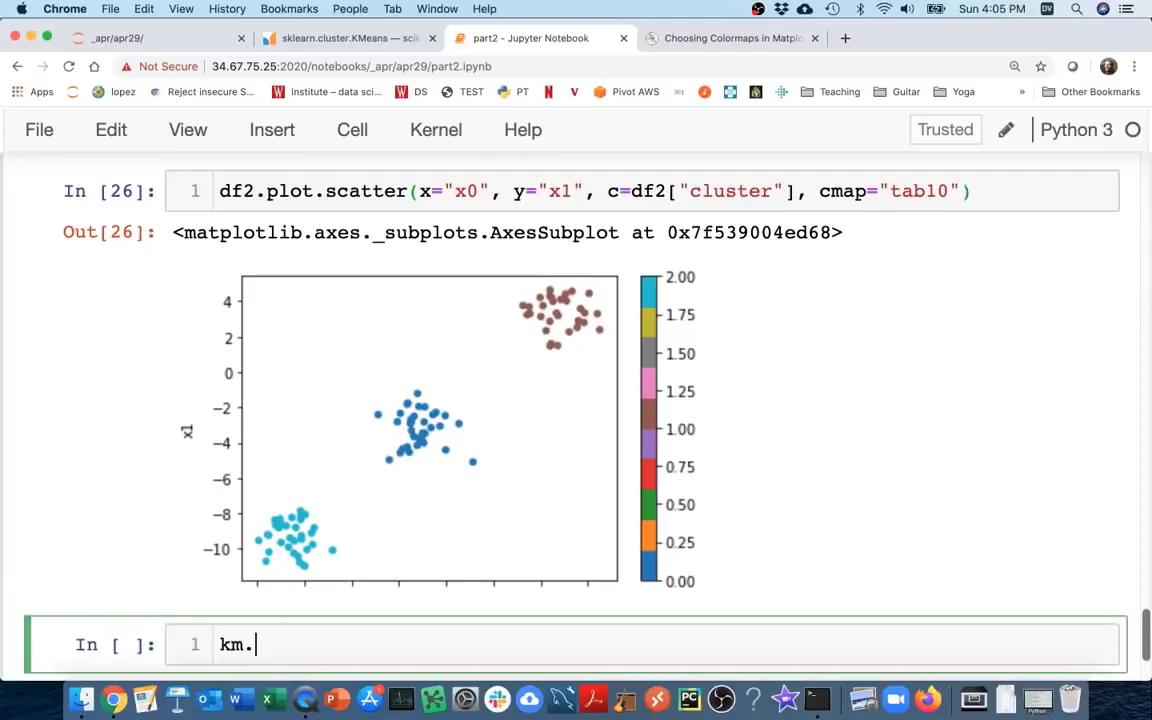 Chrome File Edit View History Bookmarks People Tab Window Help Sun 4:05 PM
_apr/apr29/ sklearn.cluster.KMeans — sci part2 - Jupyter Notebook Choosing Colormaps in Matplo
Not Secure 34.67.75.25:2020/notebooks/_apr/apr29/part2.ipynb
Apps lopez Reject insecure S... Institute – data sci... DS TEST PT Pivot AWS 301 Teaching Guitar Yoga » Other Bookmarks
File Edit View Insert Cell Kernel Help Trusted Python 3
In [26]: 1 df2.plot.scatter(x="x0", y="x1", c=df2["cluster"], cmap="tab10")
Out[26]: <matplotlib.axes._subplots.AxesSubplot at 0x7f539004ed68>
2.00
4
1.75
2
1.50
0
1.25
−2
x1
1.00
−4
0.75
−6
0.50
−8
0.25
−10
0.00
In [ ]: 1 km.